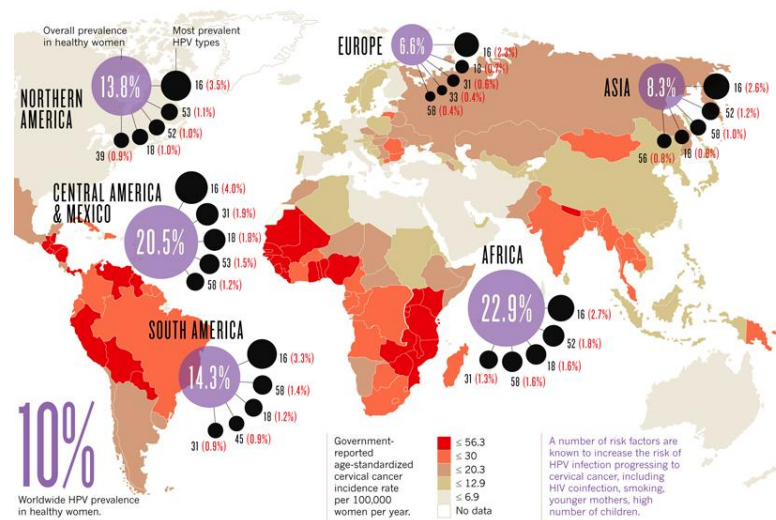 Overall prevalence
in healthy women
Most prevalent
HPV types
13.8%
NORTHERN
AMERICA
16 (3.5%)
53 (1.1%)
52 (1.0%)
18 (1.0%)
39 (0.9%)
EUROPE
6.6%
16 (2.3%)
18 (0.7%)
31 (0.6%)
33 (0.4%)
58 (0.4%)
ASIA
8.3%
16 (2.6%)
52 (1.2%)
58 (1.0%)
18 (0.8%)
56 (0.8%)
CENTRAL AMERICA
& MEXICO
20.5%
16 (4.0%)
31 (1.9%)
18 (1.8%)
53 (1.5%)
58 (1.2%)
AFRICA
22.9%
16 (2.7%)
52 (1.8%)
18 (1.6%)
58 (1.6%)
31 (1.3%)
SOUTH AMERICA
14.3%
16 (3.3%)
58 (1.4%)
18 (1.2%)
45 (0.9%)
31 (0.9%)
10%
Worldwide HPV prevalence
in healthy women.
Government-
reported
age-standardized
cervical cancer
incidence rate
per 100,000
women per year.
≤ 56.3
≤ 30
≤ 20.3
≤ 12.9
≤ 6.9
No data
A number of risk factors are
known to increase the risk of
HPV infection progressing to
cervical cancer, including
HIV coinfection, smoking,
younger mothers, high
number of children.